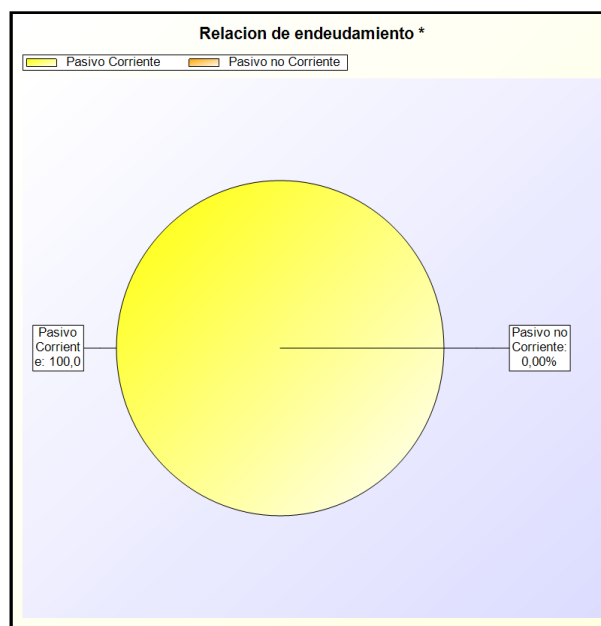 Relacion de endeudamiento *
Pasivo Corriente
Pasivo no Corriente
Pasivo
Corrient
e: 100,0
Pasivo no
Corriente:
0,00%